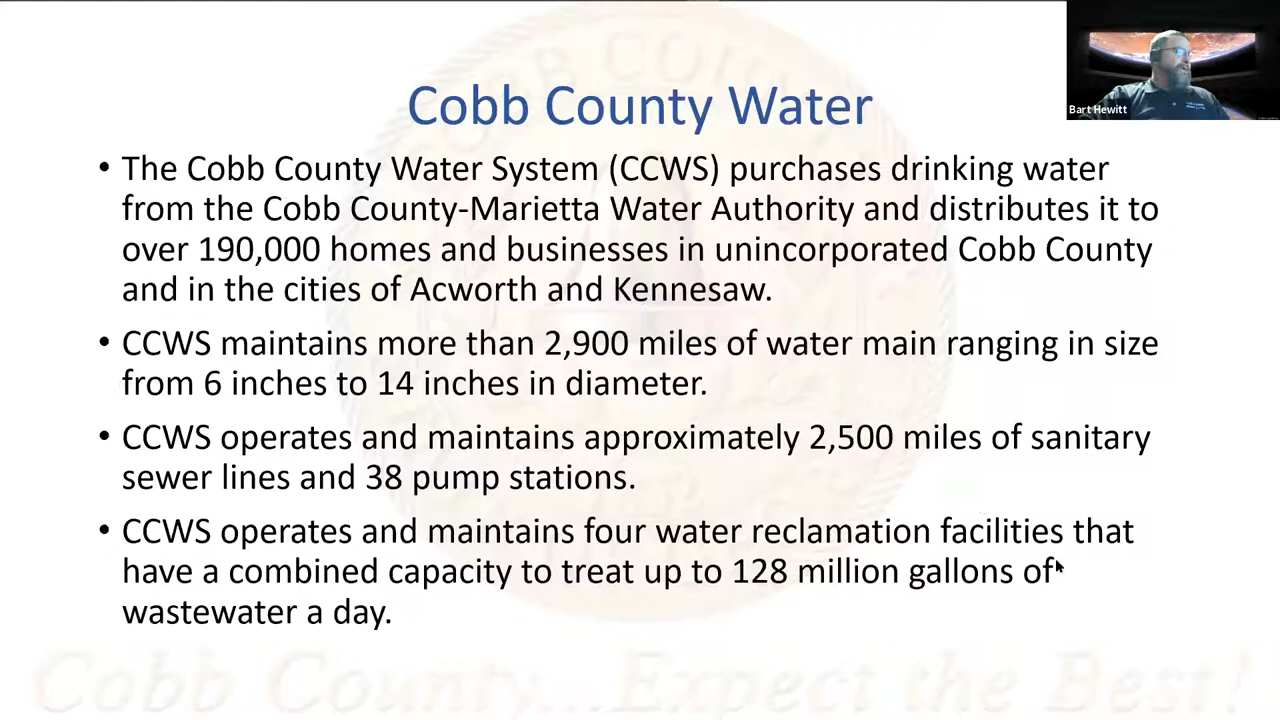 Cobb County Water
Bart Hewitt
• The Cobb County Water System (CCWS) purchases drinking water
from the Cobb County-Marietta Water Authority and distributes it to
over 190,000 homes and businesses in unincorporated Cobb County
and in the cities of Acworth and Kennesaw.
• CCWS maintains more than 2,900 miles of water main ranging in size
from 6 inches to 14 inches in diameter.
• CCWS operates and maintains approximately 2,500 miles of sanitary
sewer lines and 38 pump stations.
• CCWS operates and maintains four water reclamation facilities that
have a combined capacity to treat up to 128 million gallons of
wastewater a day.
Cobb County...Expect the Best!